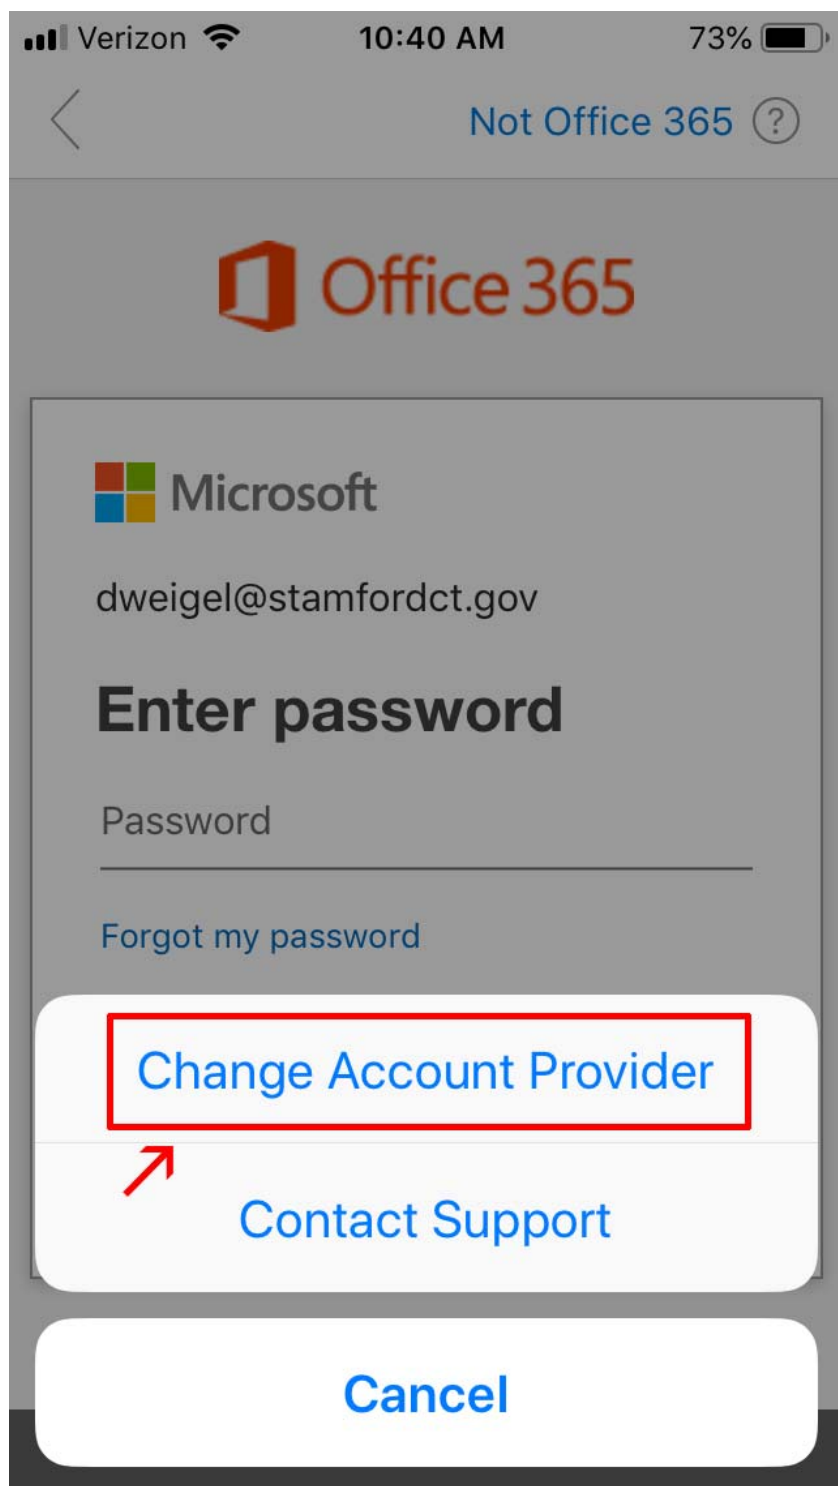 Verizon 10:40 AM 73%
Not Office 365 ?
Office 365
Microsoft
dweigel@stamfordct.gov
Enter password
Password
Forgot my password
Change Account Provider
Contact Support
Cancel